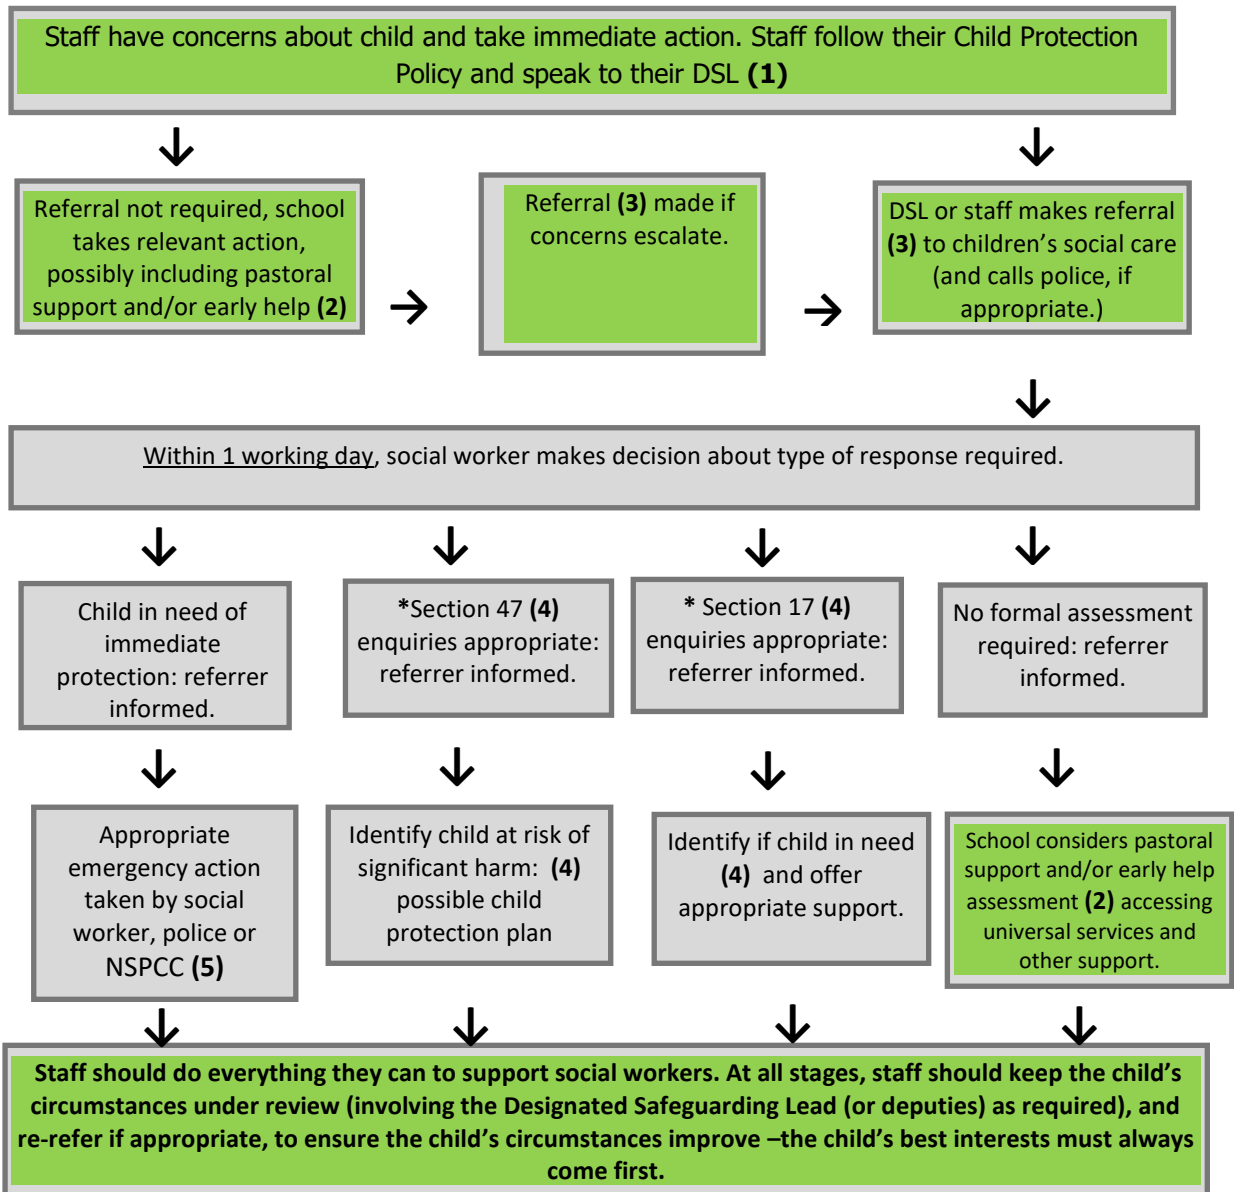 Staff have concerns about child and take immediate action. Staff follow their Child Protection
Policy and speak to their DSL (1)
Referral not required, school
takes relevant action,
possibly including pastoral
support and/or early help (2)
Referral (3) made if
concerns escalate.
DSL or staff makes referral
(3) to children’s social care
(and calls police, if
appropriate.)
Within 1 working day, social worker makes decision about type of response required.
Child in need of
immediate
protection: referrer
informed.
*Section 47 (4)
enquiries appropriate:
referrer informed.
* Section 17 (4)
enquiries appropriate:
referrer informed.
No formal assessment
required: referrer
informed.
Appropriate
emergency action
taken by social
worker, police or
NSPCC (5)
Identify child at risk of
significant harm: (4)
possible child
protection plan
Identify if child in need
(4) and offer
appropriate support.
School considers pastoral
support and/or early help
assessment (2) accessing
universal services and
other support.
Staff should do everything they can to support social workers. At all stages, staff should keep the child’s
circumstances under review (involving the Designated Safeguarding Lead (or deputies) as required), and
re-refer if appropriate, to ensure the child’s circumstances improve –the child’s best interests must always
come first.